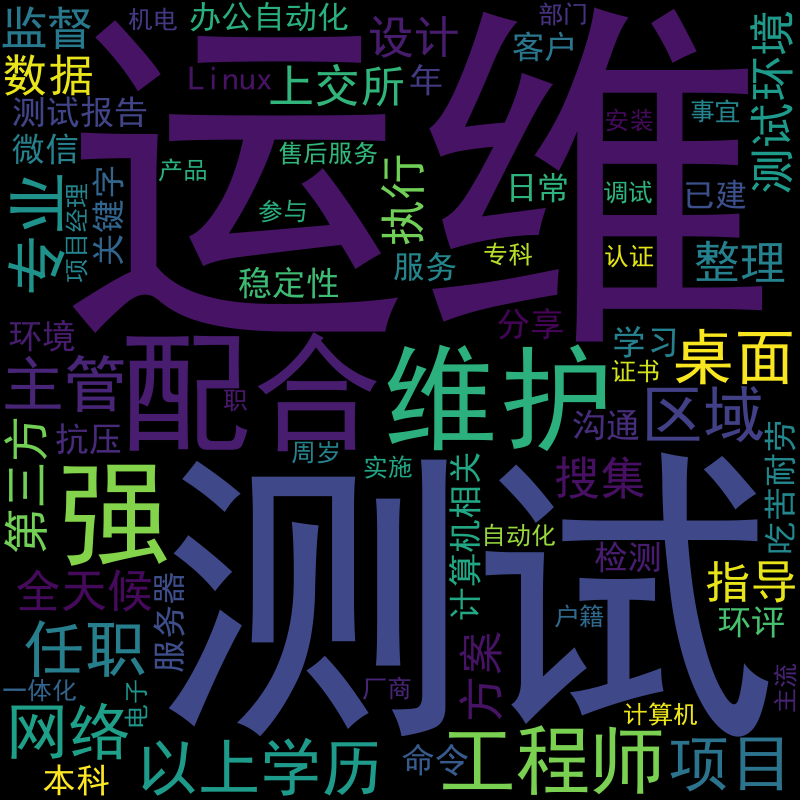 监督
机电
办公自动化
部门
设计
客户
测试环境
运维
数据
Linux
上交所
年
测试报告
事宜
安装
微信
售后服务
产品
执行
日常
调试
已建
专业
项目经理
关键字
参与
专科
认证
整理
服务
稳定性
分享
环境
学习
桌面
配合
维护
证书
主管
职
区域
沟通
抗压
第三方
周岁
实施
计算机相关
搜集
吃苦耐劳
强
测试
自动化
检测
指导
全天候
服务器
户籍
环评
任职
方案
一体化
电子
厂商
主流
网络
计算机
以上学历
命令
工程师
项目
本科